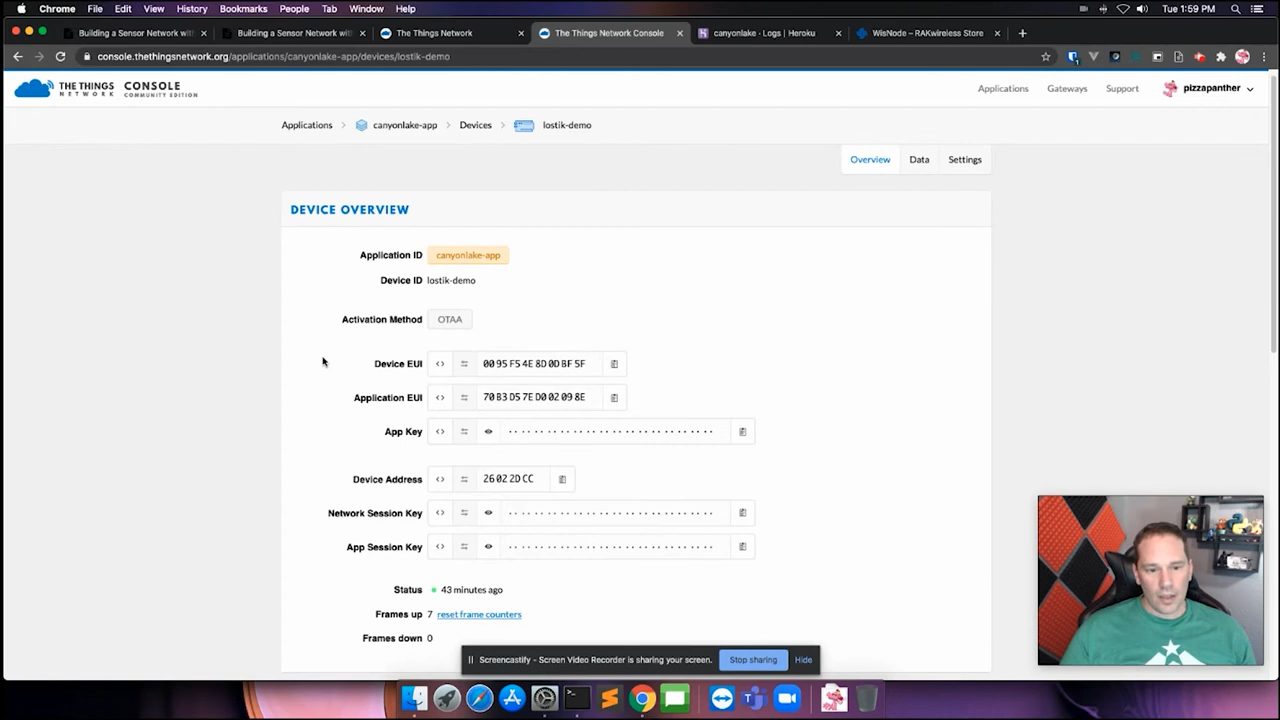 Chrome File Edit View History Bookmarks People Tab Window Help Tue 1:59 PM
Building a Sensor Network with Building a Sensor Network with The Things Network The Things Network Console canyonlake · Logs | Heroku WisNode – RAKwireless Store
console.thethingsnetwork.org/applications/canyonlake-app/devices/lostik-demo
THE THINGS NETWORK CONSOLE COMMUNITY EDITION Applications Gateways Support pizzapanther
Applications canyonlake-app Devices lostik-demo
Overview Data Settings
DEVICE OVERVIEW
Application ID canyonlake-app
Device ID lostik-demo
Activation Method OTAA
Device EUI 00 95 F5 4E 8D 0D BF 5F
Application EUI 70 B3 D5 7E D0 02 09 8E
App Key
Device Address 26 02 2D CC
Network Session Key
App Session Key
Status 43 minutes ago
Frames up 7 reset frame counters
Frames down 0
Screencastify - Screen Video Recorder is sharing your screen. Stop sharing Hide